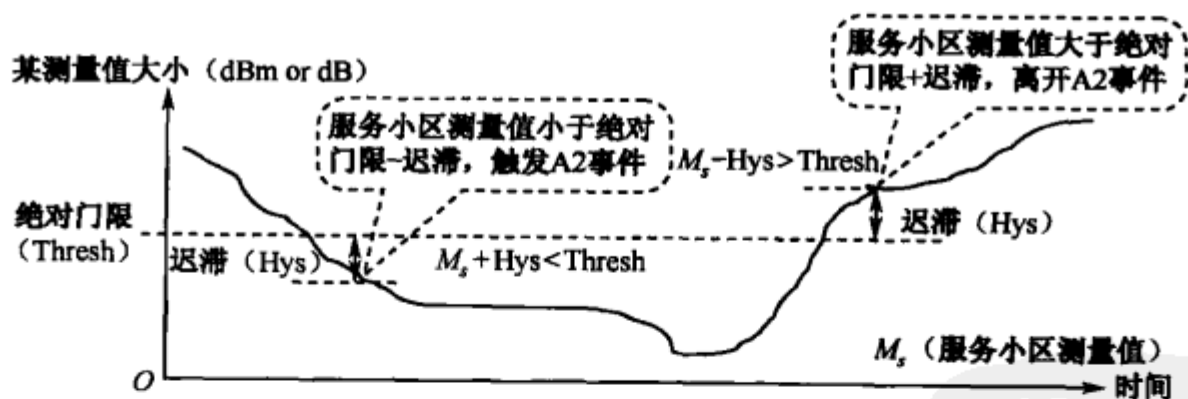 某测量值大小（dBm or dB）
服务小区测量值大于绝对
门限+迟滞，离开A2事件
服务小区测量值小于绝对
门限-迟滞，触发A2事件
Ms-Hys>Thresh
绝对门限
（Thresh）
迟滞（Hys）
Ms+Hys<Thresh
迟滞（Hys）
Ms（服务小区测量值）
O
时间